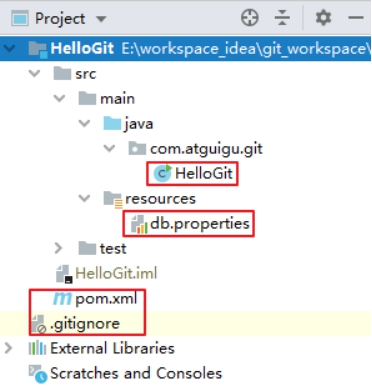 Project
HelloGit E:\workspace_idea\git_workspace\
src
main
java
com.atguigu.git
HelloGit
resources
db.properties
test
HelloGit.iml
pom.xml
.gitignore
External Libraries
Scratches and Consoles